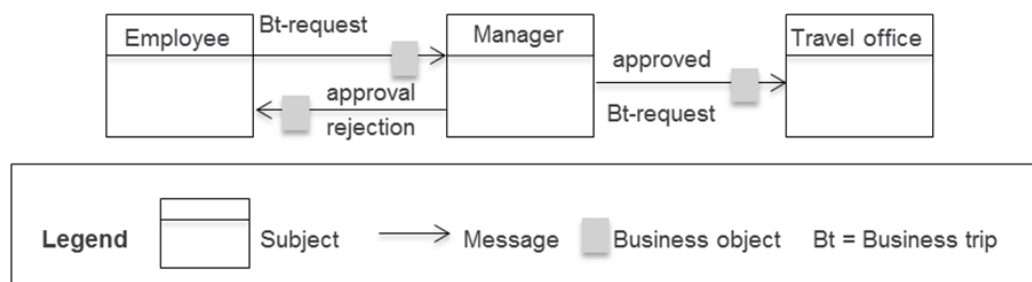 Employee
Bt-request
Manager
Travel office
approval
rejection
approved
Bt-request
Legend
Subject
Message
Business object
Bt = Business trip